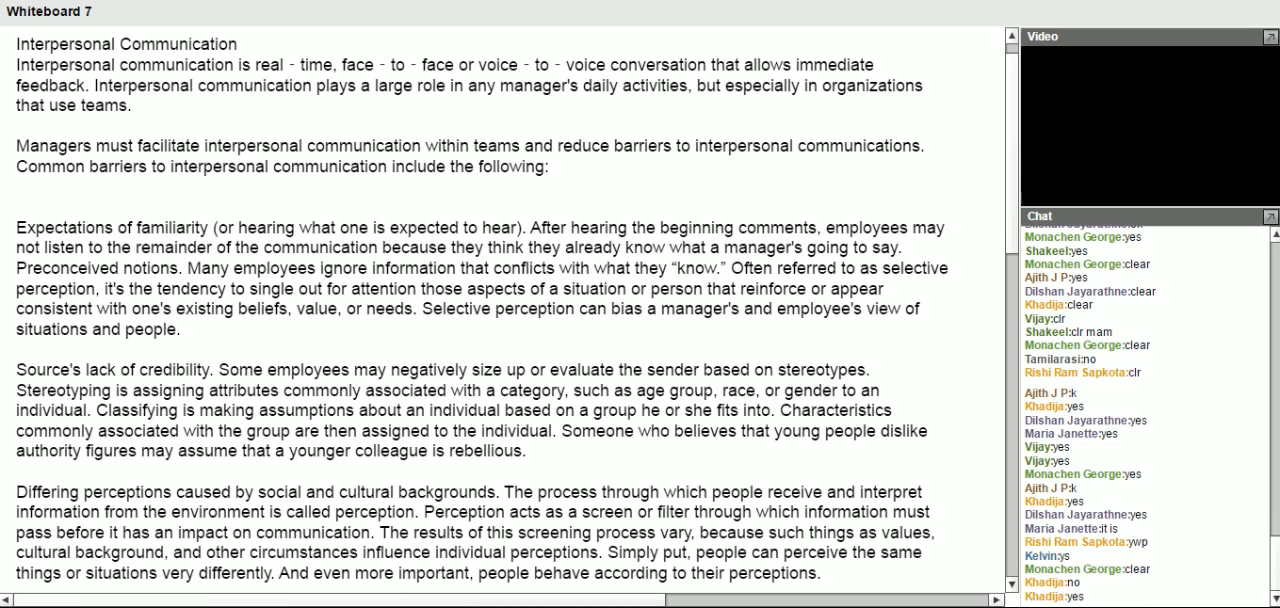 Whiteboard 7
Interpersonal Communication
Interpersonal communication is real - time, face - to - face or voice - to - voice conversation that allows immediate
feedback. Interpersonal communication plays a large role in any manager's daily activities, but especially in organizations
that use teams.
Managers must facilitate interpersonal communication within teams and reduce barriers to interpersonal communications.
Common barriers to interpersonal communication include the following:
Expectations of familiarity (or hearing what one is expected to hear). After hearing the beginning comments, employees may
not listen to the remainder of the communication because they think they already know what a manager's going to say.
Preconceived notions. Many employees ignore information that conflicts with what they “know.” Often referred to as selective
perception, it's the tendency to single out for attention those aspects of a situation or person that reinforce or appear
consistent with one's existing beliefs, value, or needs. Selective perception can bias a manager's and employee's view of
situations and people.
Source's lack of credibility. Some employees may negatively size up or evaluate the sender based on stereotypes.
Stereotyping is assigning attributes commonly associated with a category, such as age group, race, or gender to an
individual. Classifying is making assumptions about an individual based on a group he or she fits into. Characteristics
commonly associated with the group are then assigned to the individual. Someone who believes that young people dislike
authority figures may assume that a younger colleague is rebellious.
Differing perceptions caused by social and cultural backgrounds. The process through which people receive and interpret
information from the environment is called perception. Perception acts as a screen or filter through which information must
pass before it has an impact on communication. The results of this screening process vary, because such things as values,
cultural background, and other circumstances influence individual perceptions. Simply put, people can perceive the same
things or situations very differently. And even more important, people behave according to their perceptions.
Video
Chat
Monachen George:yes
Shakeel:yes
Monachen George:clear
Ajith J P:yes
Dilshan Jayarathne:clear
Khadija:clear
Vijay:clr
Shakeel:clr mam
Monachen George:clear
Tamilarasi:no
Rishi Ram Sapkota:clr
Ajith J P:k
Khadija:yes
Dilshan Jayarathne:yes
Maria Janette:yes
Vijay:yes
Vijay:yes
Monachen George:yes
Ajith J P:k
Khadija:yes
Dilshan Jayarathne:yes
Maria Janette:it is
Rishi Ram Sapkota:ywp
Kelvin:ys
Monachen George:clear
Khadija:no
Khadija:yes